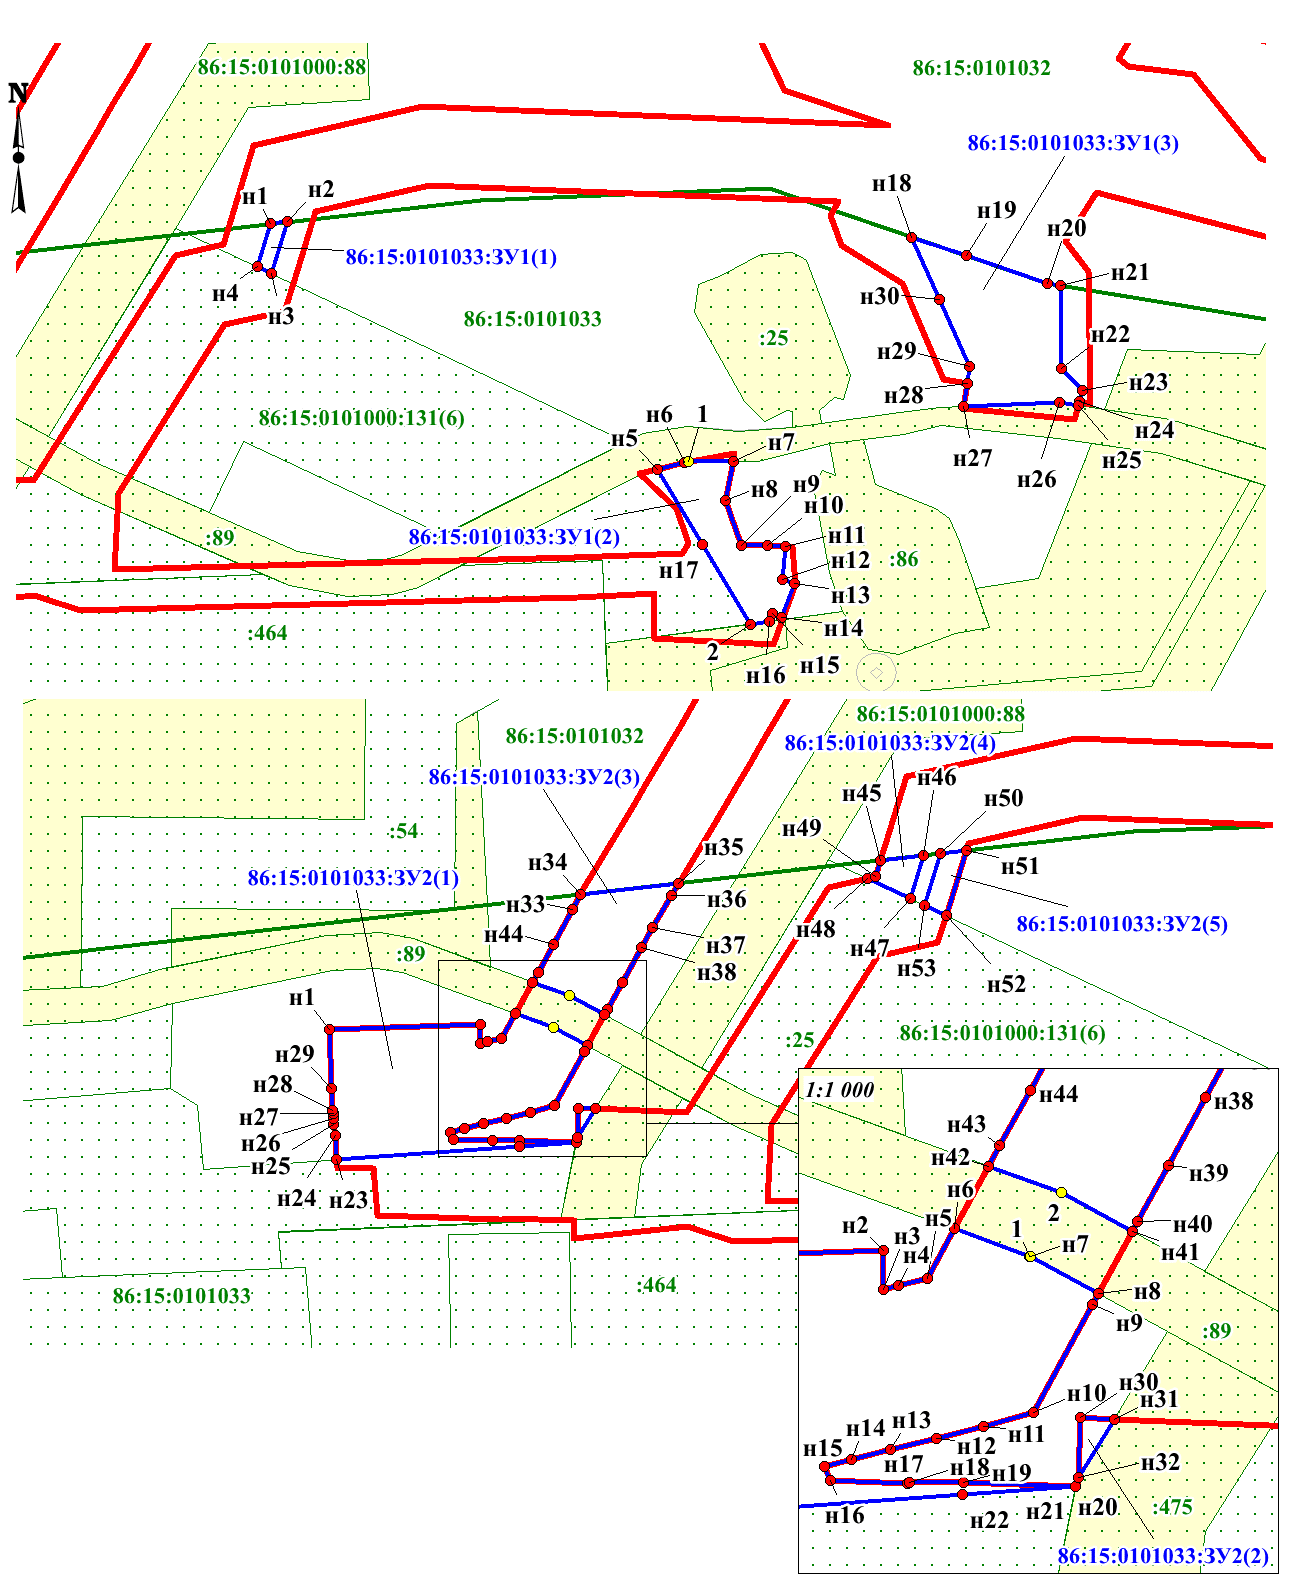 86:15:0101000:88
86:15:0101032
N
86:15:0101033:ЗУ1(3)
н18
н1
н2
н19
н20
86:15:0101033:ЗУ1(1)
н21
н4
н30
н3
86:15:0101033
:25
н22
н29
н23
н28
86:15:0101000:131(6)
н6
1
н5
н7
н24
н27
н25
н9
н26
н8
н10
:89
86:15:0101033:ЗУ1(2)
н11
н12
:86
н17
н13
:464
н14
2
н15
н16
86:15:0101000:88
86:15:0101032
86:15:0101033:ЗУ2(4)
86:15:0101033:ЗУ2(3)
н46
н45
н50
н49
:54
н35
н34
н51
86:15:0101033:ЗУ2(1)
н33
н36
86:15:0101033:ЗУ2(5)
н48
н44
н37
н47
:89
н53
н38
н52
н1
86:15:0101000:131(6)
:25
н29
н28
н27
н26
н25
н24
н23
86:15:0101033
:464
1:1 000
н44
н38
н43
н42
н39
н6
2
н5
н40
н2
н3
1
н7
н41
н4
н8
н9
:89
н30
н10
н31
н14
н13
н11
н12
н15
н17
н18
н19
н32
н16
н22
н21
н20
:475
86:15:0101033:ЗУ2(2)